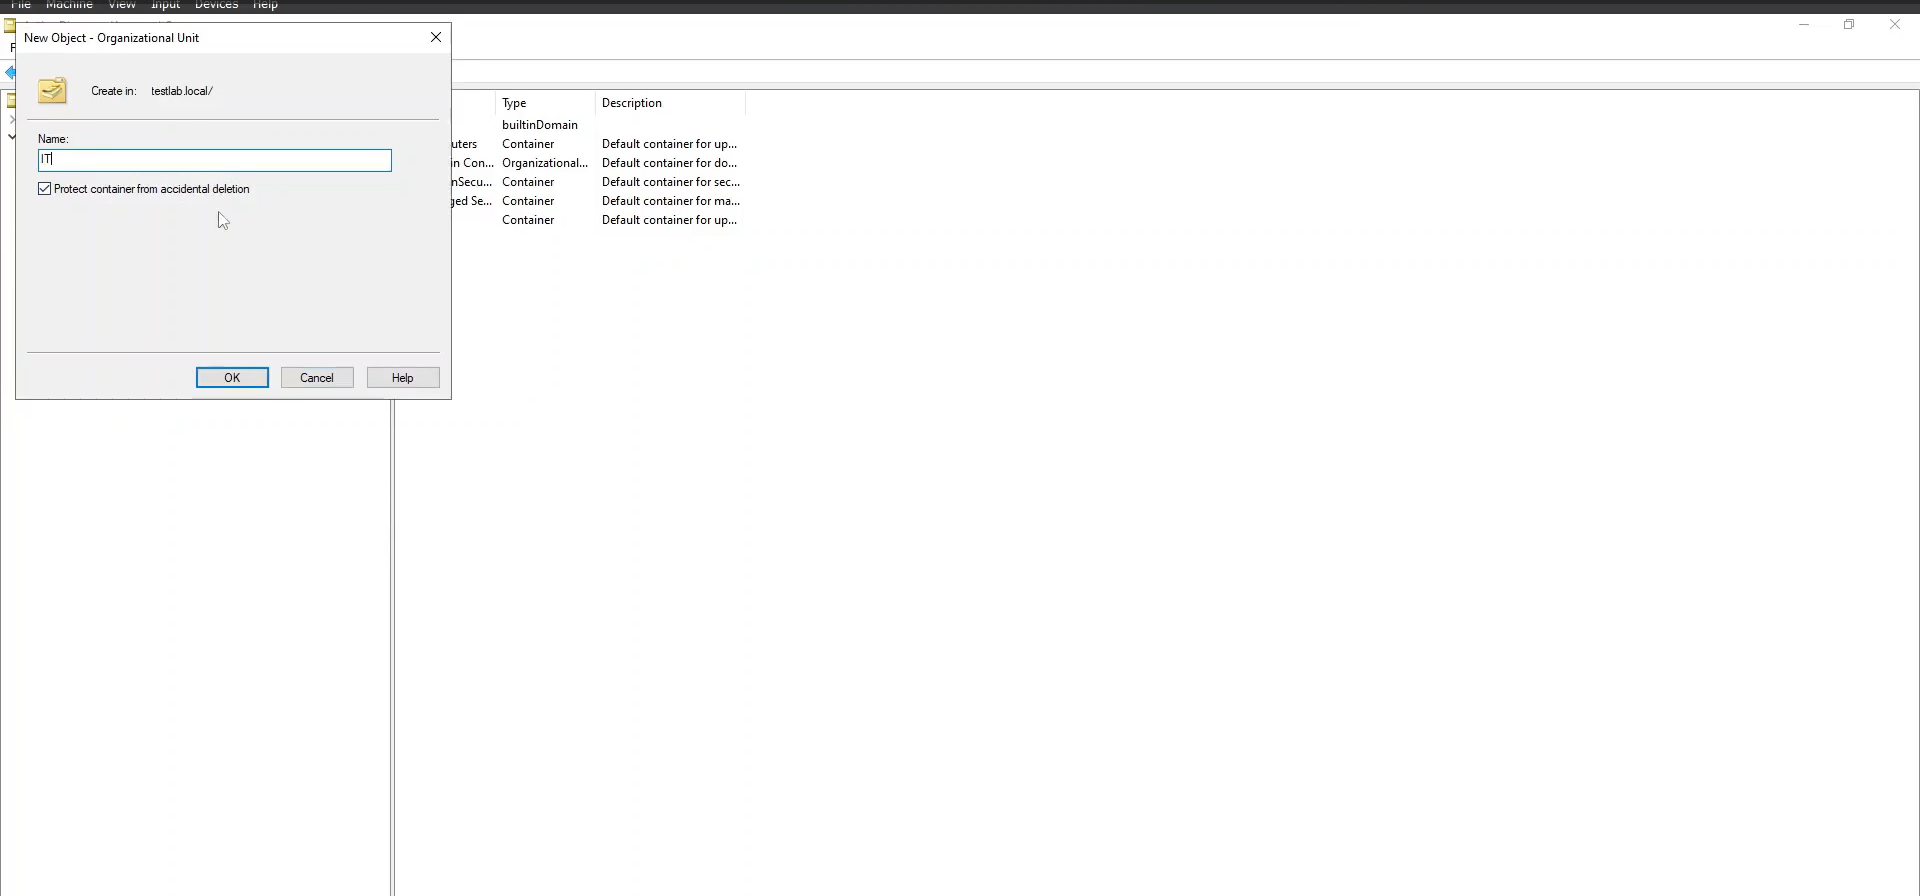 File Machine View Input Devices Help
New Object - Organizational Unit
Create in: testlab.local/
Name:
IT
Protect container from accidental deletion
OK Cancel Help
Type Description
builtinDomain
uters Container Default container for up...
in Con... Organizational... Default container for do...
nSecu... Container Default container for sec...
ged Se... Container Default container for ma...
Container Default container for up...